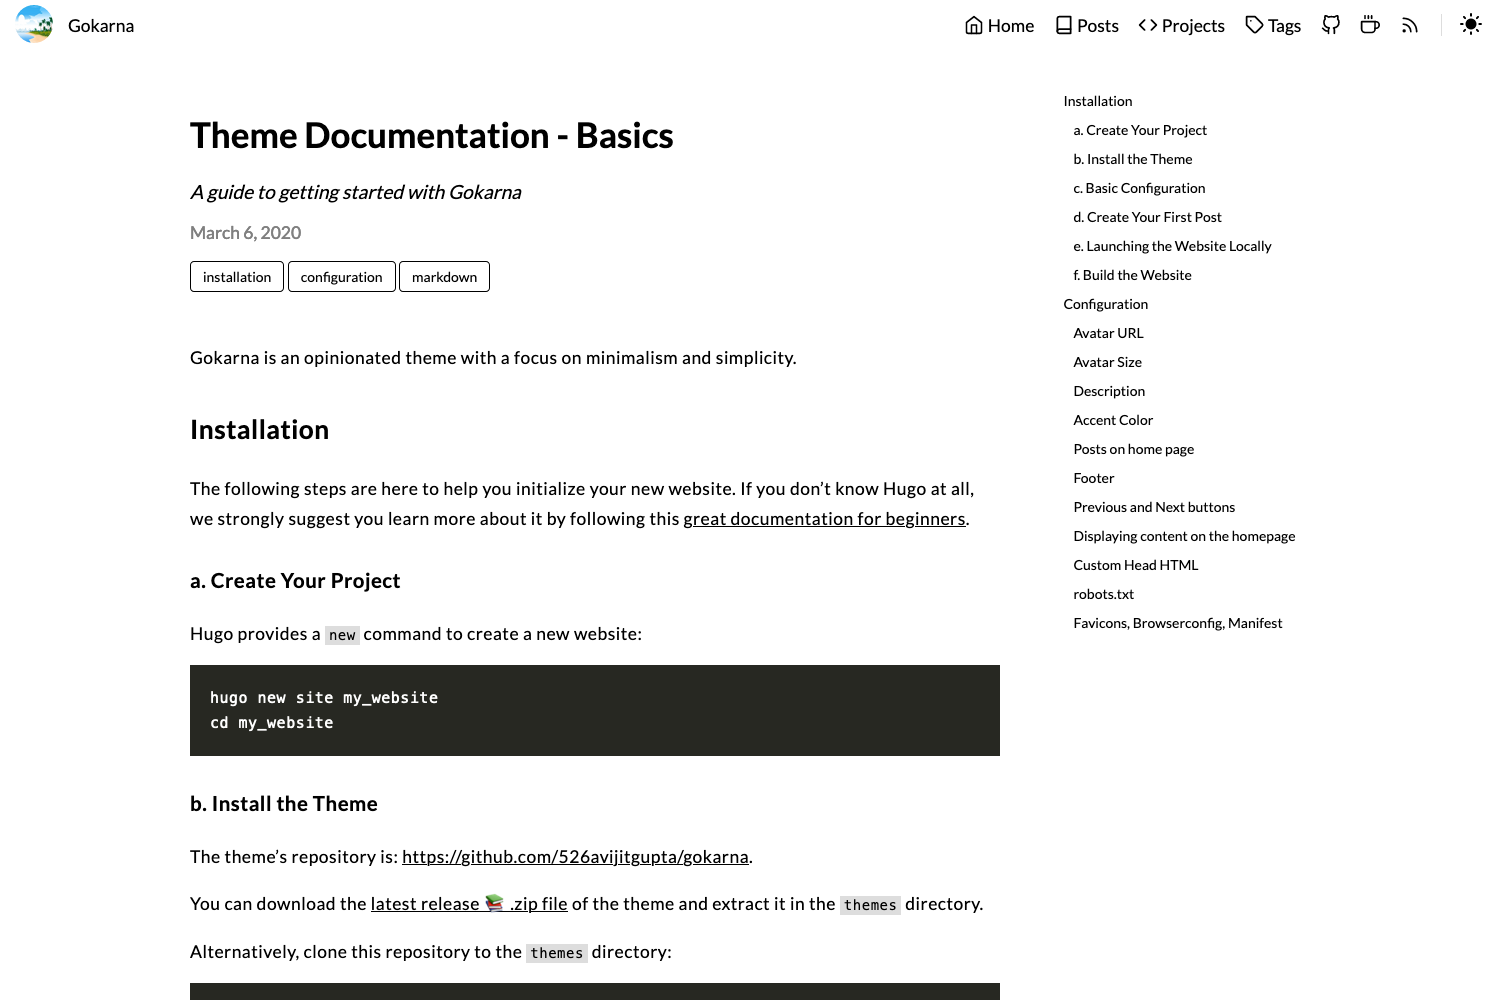 Gokarna
Home
Posts
Projects
Tags
Theme Documentation - Basics
A guide to getting started with Gokarna
March 6, 2020
installation
configuration
markdown
Gokarna is an opinionated theme with a focus on minimalism and simplicity.
Installation
The following steps are here to help you initialize your new website. If you don’t know Hugo at all,
we strongly suggest you learn more about it by following this great documentation for beginners.
a. Create Your Project
Hugo provides a new command to create a new website:
hugo new site my_website
cd my_website
b. Install the Theme
The theme’s repository is: https://github.com/526avijitgupta/gokarna.
You can download the latest release 📚 .zip file of the theme and extract it in the themes directory.
Alternatively, clone this repository to the themes directory:
Installation
a. Create Your Project
b. Install the Theme
c. Basic Configuration
d. Create Your First Post
e. Launching the Website Locally
f. Build the Website
Configuration
Avatar URL
Avatar Size
Description
Accent Color
Posts on home page
Footer
Previous and Next buttons
Displaying content on the homepage
Custom Head HTML
robots.txt
Favicons, Browserconfig, Manifest